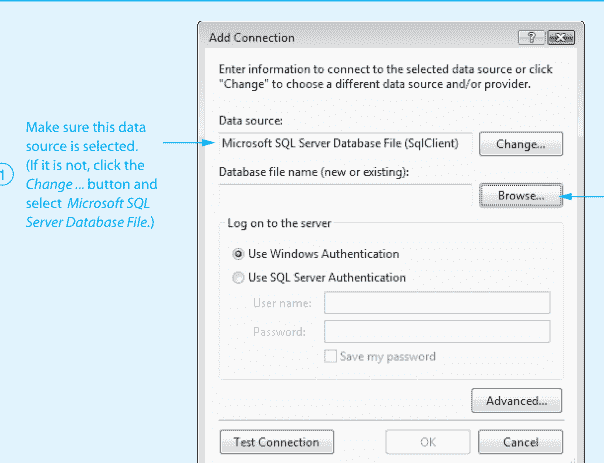 Add Connection
Enter information to connect to the selected data source or click
"Change" to choose a different data source and/or provider.
Data source:
Microsoft SQL Server Database File (SqlClient)
Change...
Database file name (new or existing):
Browse...
Log on to the server
Use Windows Authentication
Use SQL Server Authentication
User name:
Password:
Save my password
Advanced...
Test Connection
OK
Cancel
1
Make sure this data
source is selected.
(If it is not, click the
Change ... button and
select Microsoft SQL
Server Database File.)